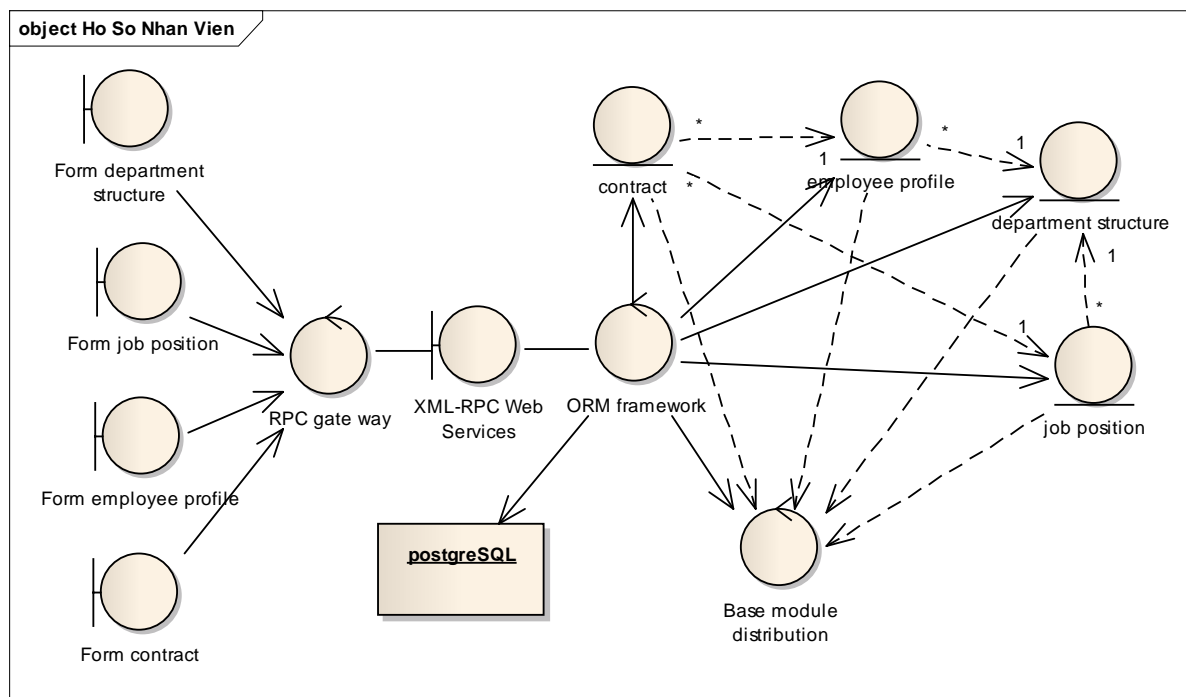 object Ho So Nhan Vien
Form department
structure
Form job position
Form employee profile
Form contract
RPC gate way
XML-RPC Web
Services
ORM framework
postgreSQL
contract
employee profile
department structure
job position
Base module
distribution
*
1
*
1
*
1
*
1